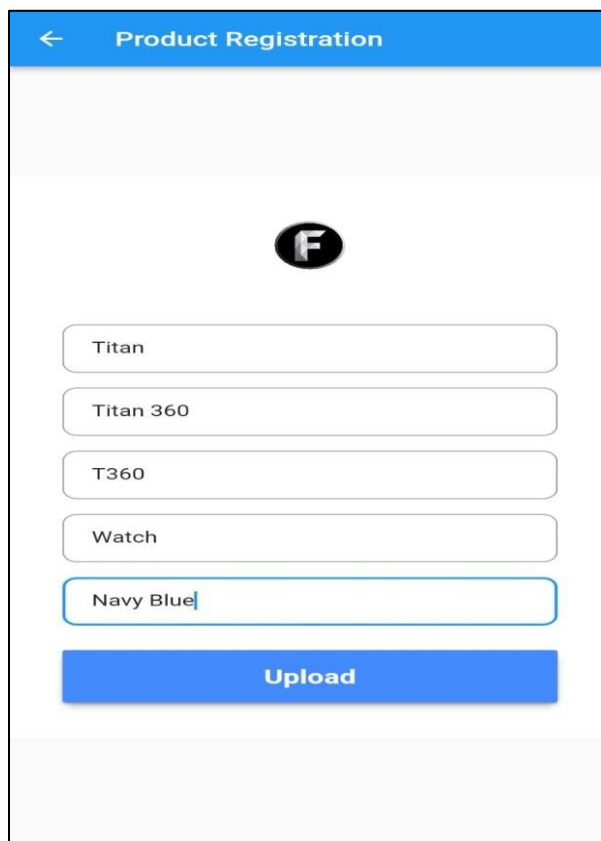 Product Registration
F
Titan
Titan 360
T360
Watch
Navy Blue
Upload